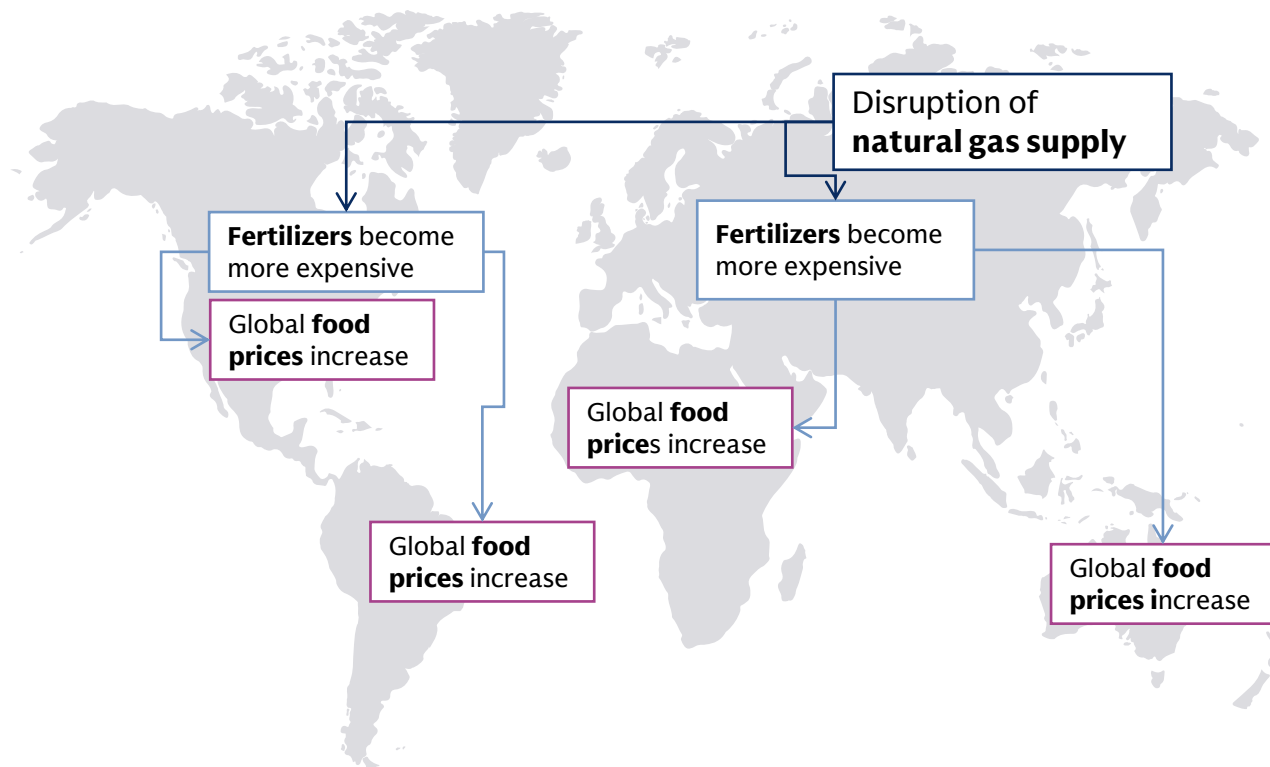 Disruption of
natural gas supply
Fertilizers become
more expensive
Fertilizers become
more expensive
Global food
prices increase
Global food
prices increase
Global food
prices increase
Global food
prices increase